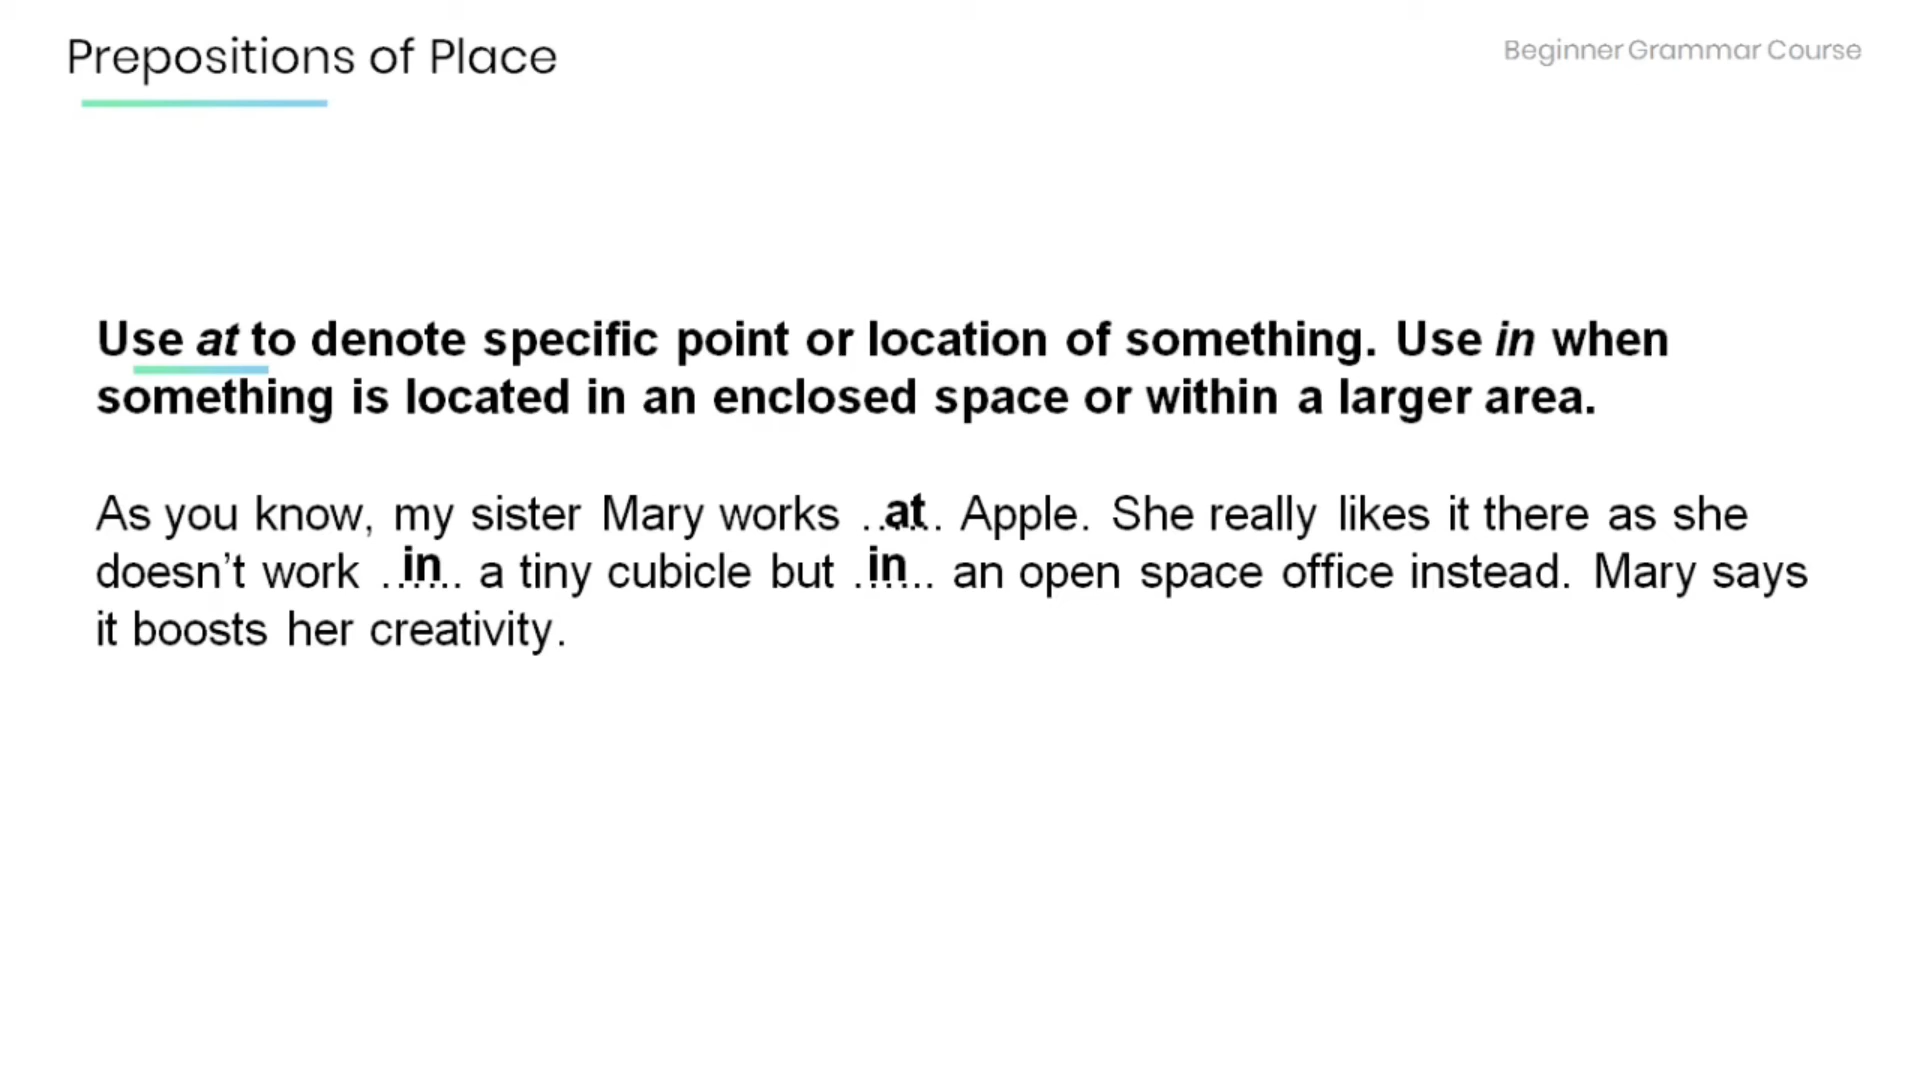 Prepositions of Place
Beginner Grammar Course
Use at to denote specific point or location of something. Use in when
something is located in an enclosed space or within a larger area.
As you know, my sister Mary works ..at.. Apple. She really likes it there as she
doesn’t work ..in.. a tiny cubicle but ..in.. an open space office instead. Mary says
it boosts her creativity.